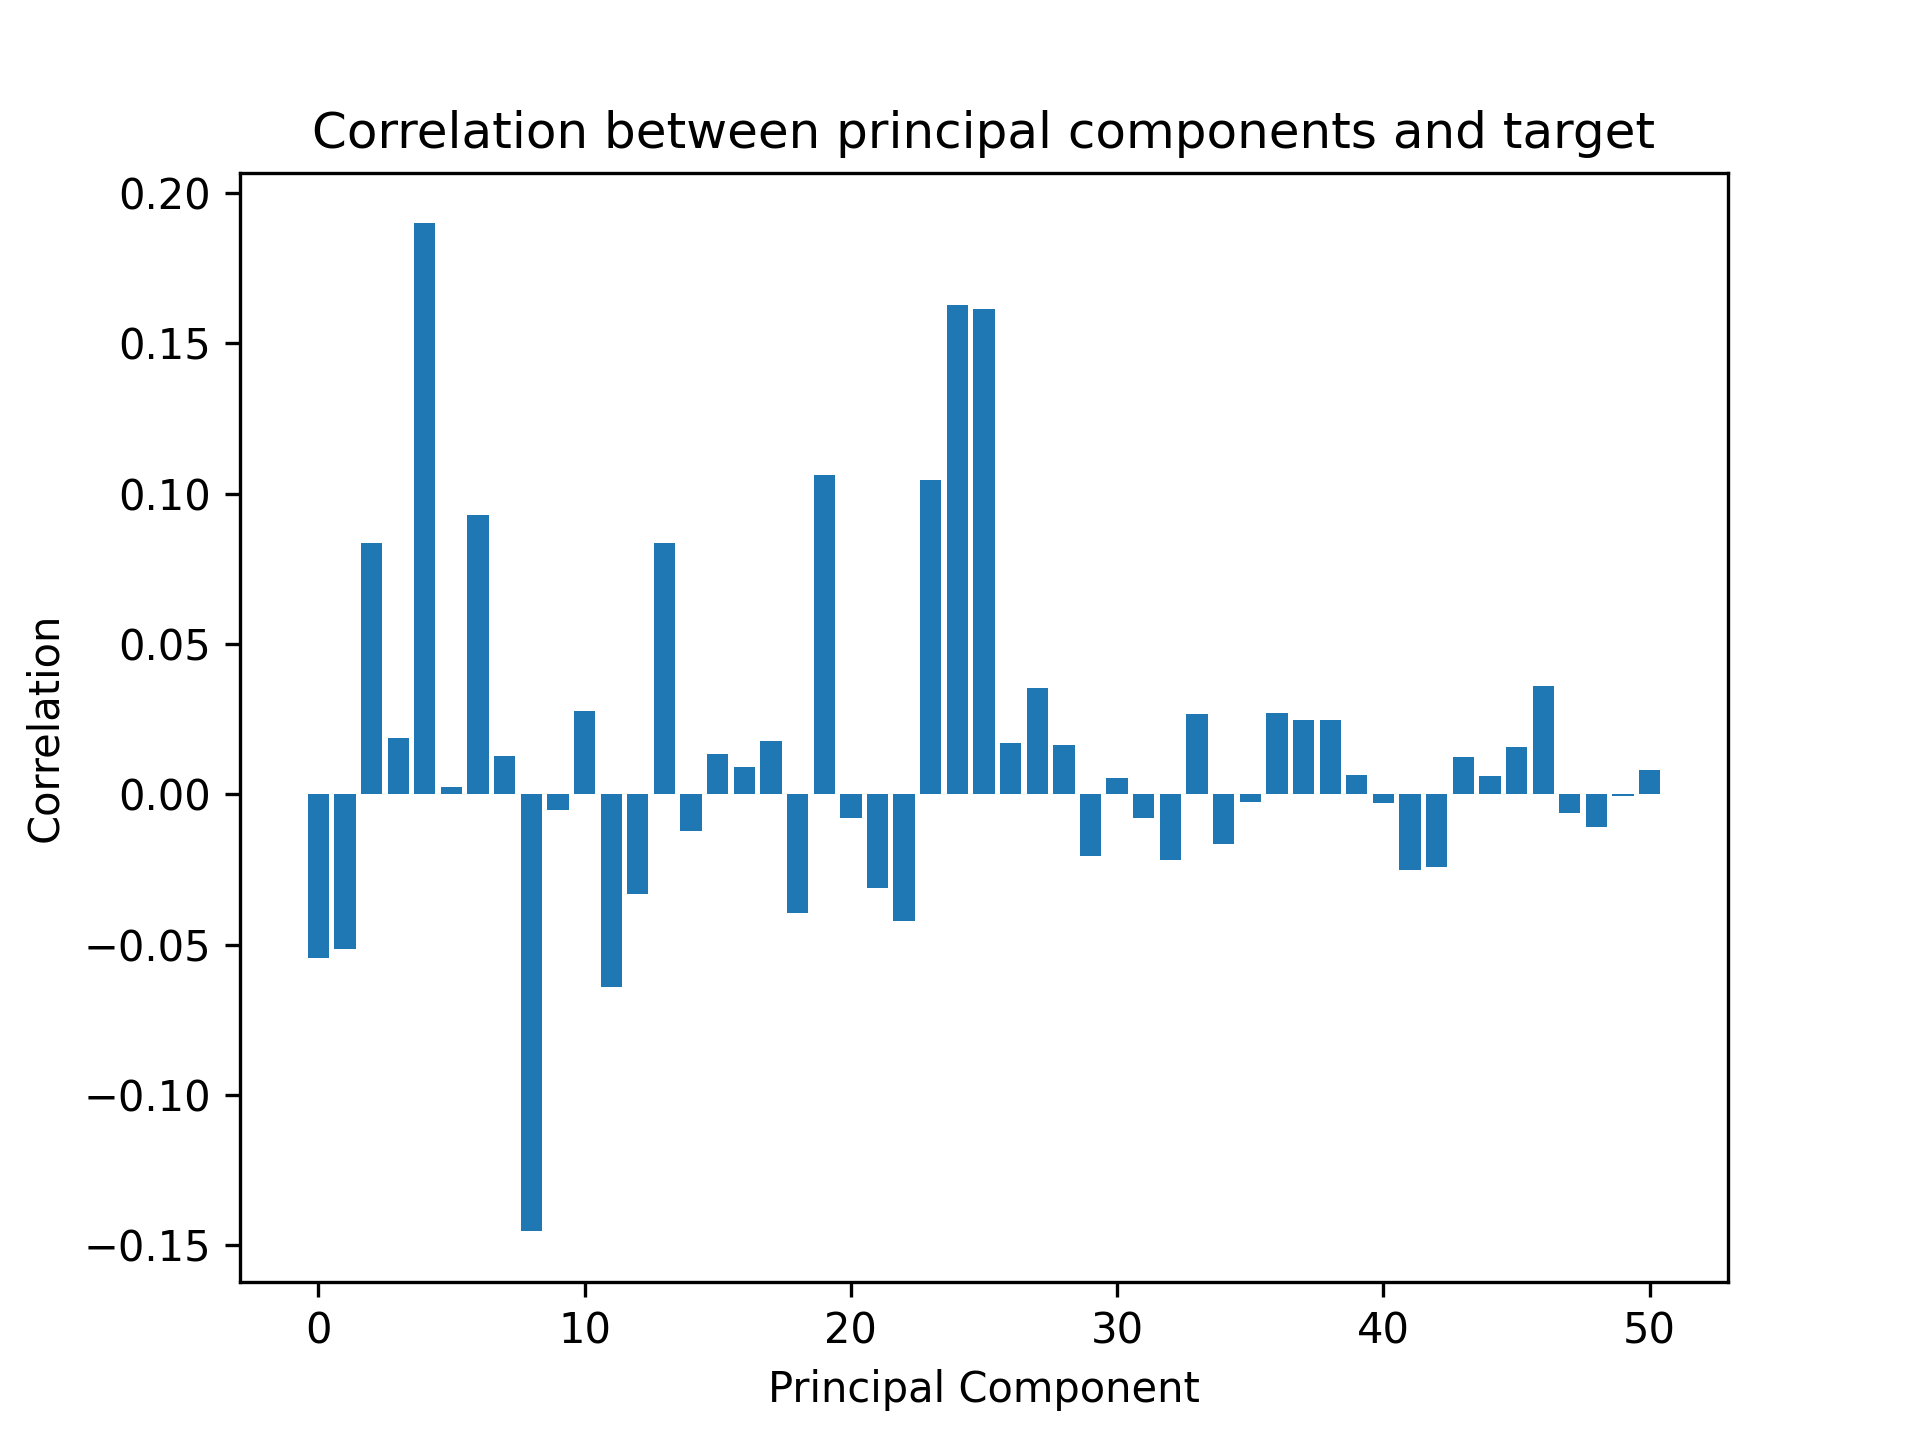 Correlation between principal components and target
0.20
0.15
0.10
0.05
0.00
−0.05
−0.10
−0.15
Correlation
0 10 20 30 40 50
Principal Component